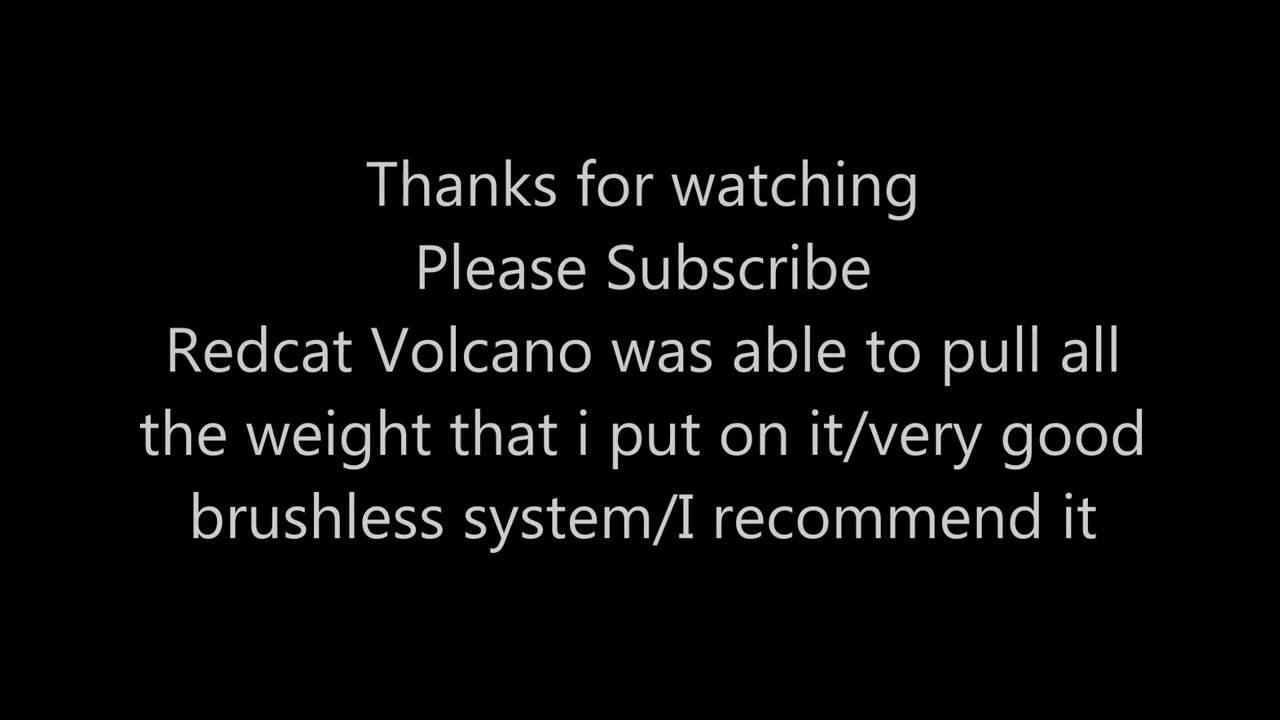 Thanks for watching
Please Subscribe
Redcat Volcano was able to pull all
the weight that i put on it/very good
brushless system/I recommend it